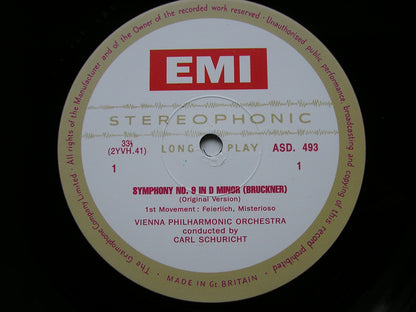 EMI
STEREOPHONIC
33⅓
(2YVH.41)
LONG PLAY
ASD. 493
1
1
SYMPHONY NO. 9 IN D MINOR (BRUCKNER)
(Original Version)
1st Movement : Feierlich, Misterioso
VIENNA PHILHARMONIC ORCHESTRA
conducted by
CARL SCHURICHT
MADE IN Gt. BRITAIN
The Gramophone Company Limited · All rights of the Manufacturer and of the Owner of the recorded work reserved · Unauthorised public performance, broadcasting and copying of this record prohibited